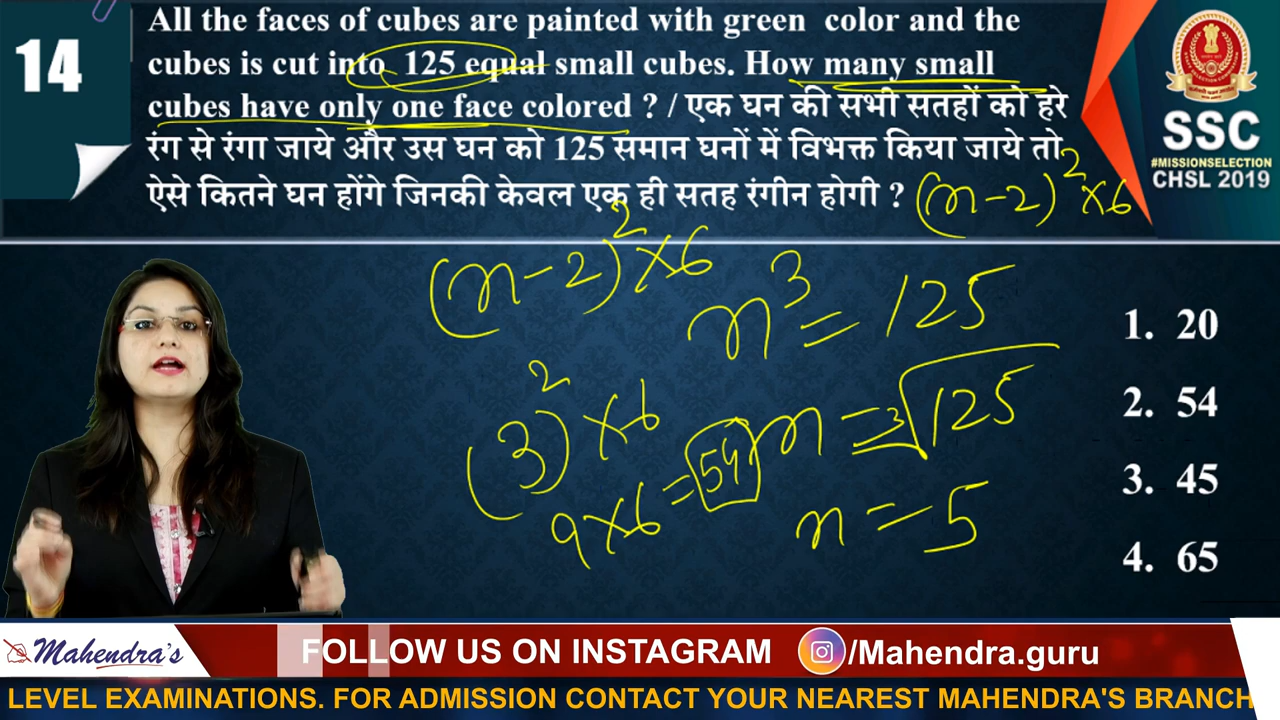 14
All the faces of cubes are painted with green color and the
cubes is cut into 125 equal small cubes. How many small
cubes have only one face colored ? / एक घन की सभी सतहों को हरे
रंग से रंगा जाये और उस घन को 125 समान घनों में विभक्त किया जाये तो
ऐसे कितने घन होंगे जिनकी केवल एक ही सतह रंगीन होगी ?
(n-2)²×6
SSC
#MISSIONSELECTION
CHSL 2019
(n-2)²×6
n³ = 125
(3)²×6
n = ∛125
9×6 = 54
n = 5
1. 20
2. 54
3. 45
4. 65
Mahendra's
FOLLOW US ON INSTAGRAM
/Mahendra.guru
LEVEL EXAMINATIONS. FOR ADMISSION CONTACT YOUR NEAREST MAHENDRA'S BRANCH